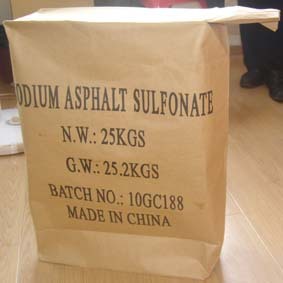 ODIUM ASPHALT SULFONATE
N.W.: 25KGS
G.W.: 25.2KGS
BATCH NO.: 10GC188
MADE IN CHINA